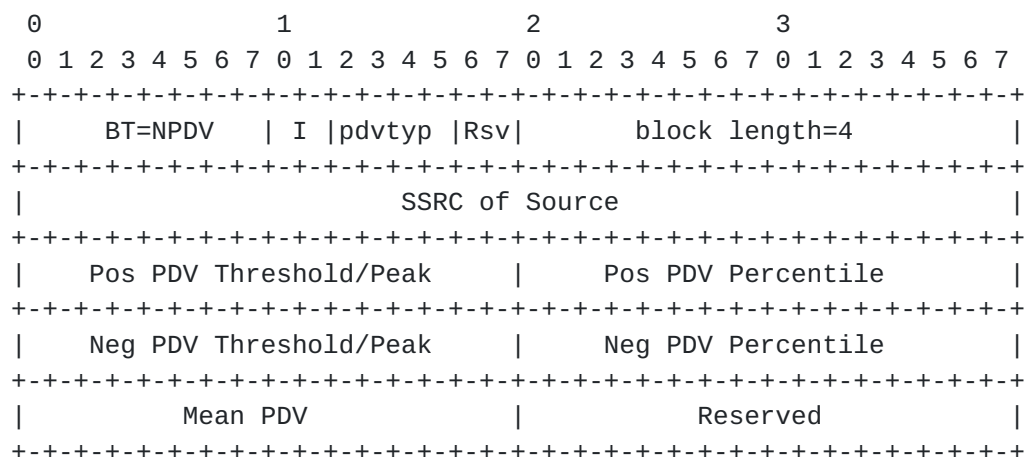 0                   1                   2                   3
 0 1 2 3 4 5 6 7 0 1 2 3 4 5 6 7 0 1 2 3 4 5 6 7 0 1 2 3 4 5 6 7
+-+-+-+-+-+-+-+-+-+-+-+-+-+-+-+-+-+-+-+-+-+-+-+-+-+-+-+-+-+-+-+-+
|     BT=NPDV   | I |pdvtyp |Rsv|       block length=4          |
+-+-+-+-+-+-+-+-+-+-+-+-+-+-+-+-+-+-+-+-+-+-+-+-+-+-+-+-+-+-+-+-+
|                        SSRC of Source                         |
+-+-+-+-+-+-+-+-+-+-+-+-+-+-+-+-+-+-+-+-+-+-+-+-+-+-+-+-+-+-+-+-+
|    Pos PDV Threshold/Peak     |     Pos PDV Percentile        |
+-+-+-+-+-+-+-+-+-+-+-+-+-+-+-+-+-+-+-+-+-+-+-+-+-+-+-+-+-+-+-+-+
|    Neg PDV Threshold/Peak     |     Neg PDV Percentile        |
+-+-+-+-+-+-+-+-+-+-+-+-+-+-+-+-+-+-+-+-+-+-+-+-+-+-+-+-+-+-+-+-+
|          Mean PDV             |           Reserved            |
+-+-+-+-+-+-+-+-+-+-+-+-+-+-+-+-+-+-+-+-+-+-+-+-+-+-+-+-+-+-+-+-+